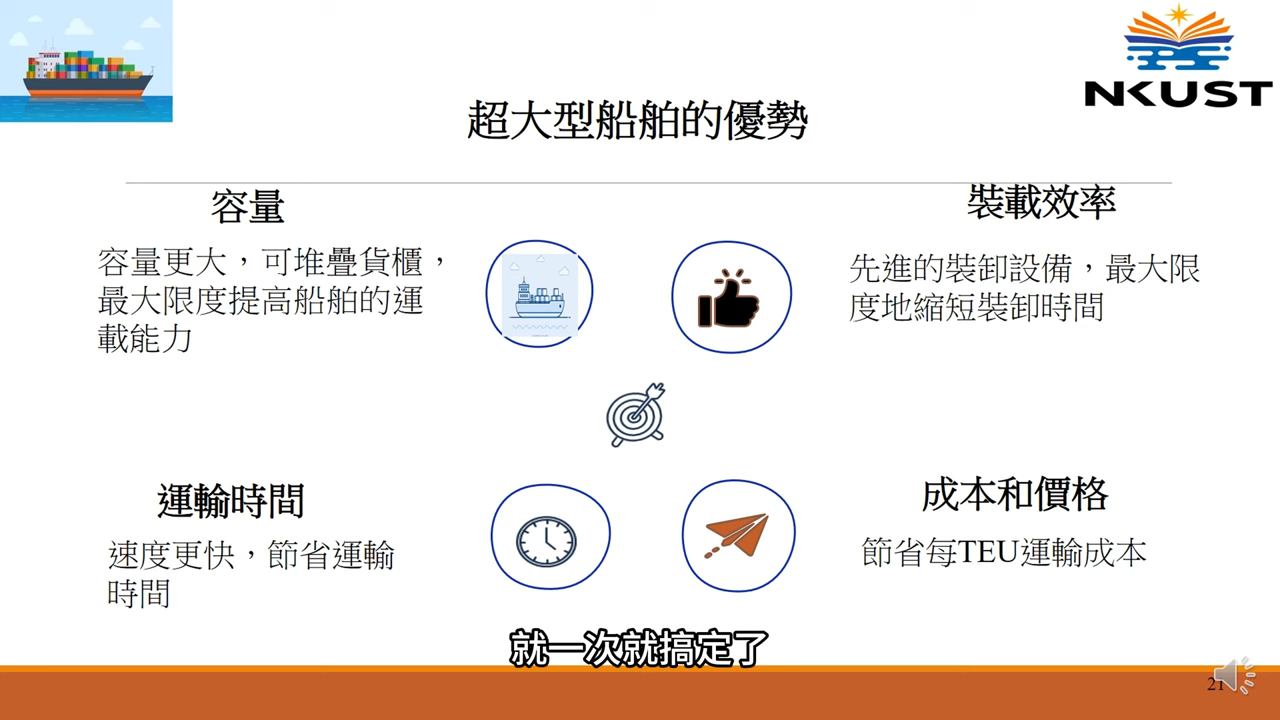 NKUST
超大型船舶的優勢
容量
容量更大，可堆疊貨櫃，
最大限度提高船舶的運
載能力
裝載效率
先進的裝卸設備，最大限
度地縮短裝卸時間
運輸時間
速度更快，節省運輸
時間
成本和價格
節省每TEU運輸成本
就一次就搞定了
21